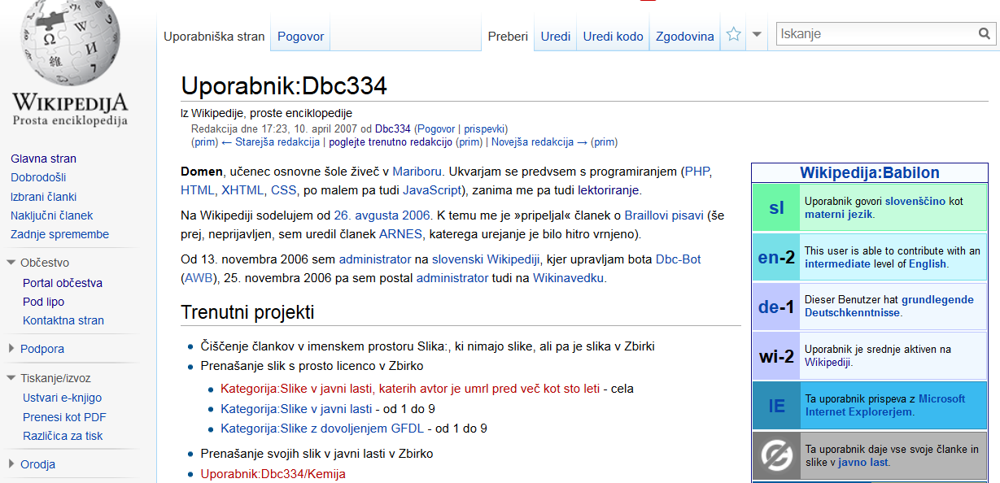 WIKIPEDIJA
Prosta enciklopedija
Glavna stran
Dobrodošli
Izbrani članki
Naključni članek
Zadnje spremembe
Občestvo
Portal občestva
Pod lipo
Kontaktna stran
Podpora
Tiskanje/izvoz
Ustvari e-knjigo
Prenesi kot PDF
Različica za tisk
Orodja
Uporabniška stran
Pogovor
Preberi
Uredi
Uredi kodo
Zgodovina
Iskanje
Uporabnik:Dbc334
Iz Wikipedije, proste enciklopedije
Redakcija dne 17:23, 10. april 2007 od Dbc334 (Pogovor | prispevki)
(prim) ← Starejša redakcija | poglejte trenutno redakcijo (prim) | Novejša redakcija → (prim)
Domen, učenec osnovne šole živeč v Mariboru. Ukvarjam se predvsem s programiranjem (PHP,
HTML, XHTML, CSS, po malem pa tudi JavaScript), zanima me pa tudi lektoriranje.
Na Wikipediji sodelujem od 26. avgusta 2006. K temu me je »pripeljal« članek o Braillovi pisavi (še
prej, neprijavljen, sem uredil članek ARNES, katerega urejanje je bilo hitro vrnjeno).
Od 13. novembra 2006 sem administrator na slovenski Wikipediji, kjer upravljam bota Dbc-Bot
(AWB), 25. novembra 2006 pa sem postal administrator tudi na Wikinavedku.
Trenutni projekti
Čiščenje člankov v imenskem prostoru Slika:, ki nimajo slike, ali pa je slika v Zbirki
Prenašanje slik s prosto licenco v Zbirko
Kategorija:Slike v javni lasti, katerih avtor je umrl pred več kot sto leti - cela
Kategorija:Slike v javni lasti - od 1 do 9
Kategorija:Slike z dovoljenjem GFDL - od 1 do 9
Prenašanje svojih slik v javni lasti v Zbirko
Uporabnik:Dbc334/Kemija
Wikipedija:Babilon
sl
Uporabnik govori slovenščino kot
materni jezik.
en-2
This user is able to contribute with an
intermediate level of English.
de-1
Dieser Benutzer hat grundlegende
Deutschkenntnisse.
wi-2
Uporabnik je srednje aktiven na
Wikipediji.
IE
Ta uporabnik prispeva z Microsoft
Internet Explorerjem.
Ta uporabnik daje vse svoje članke in
slike v javno last.